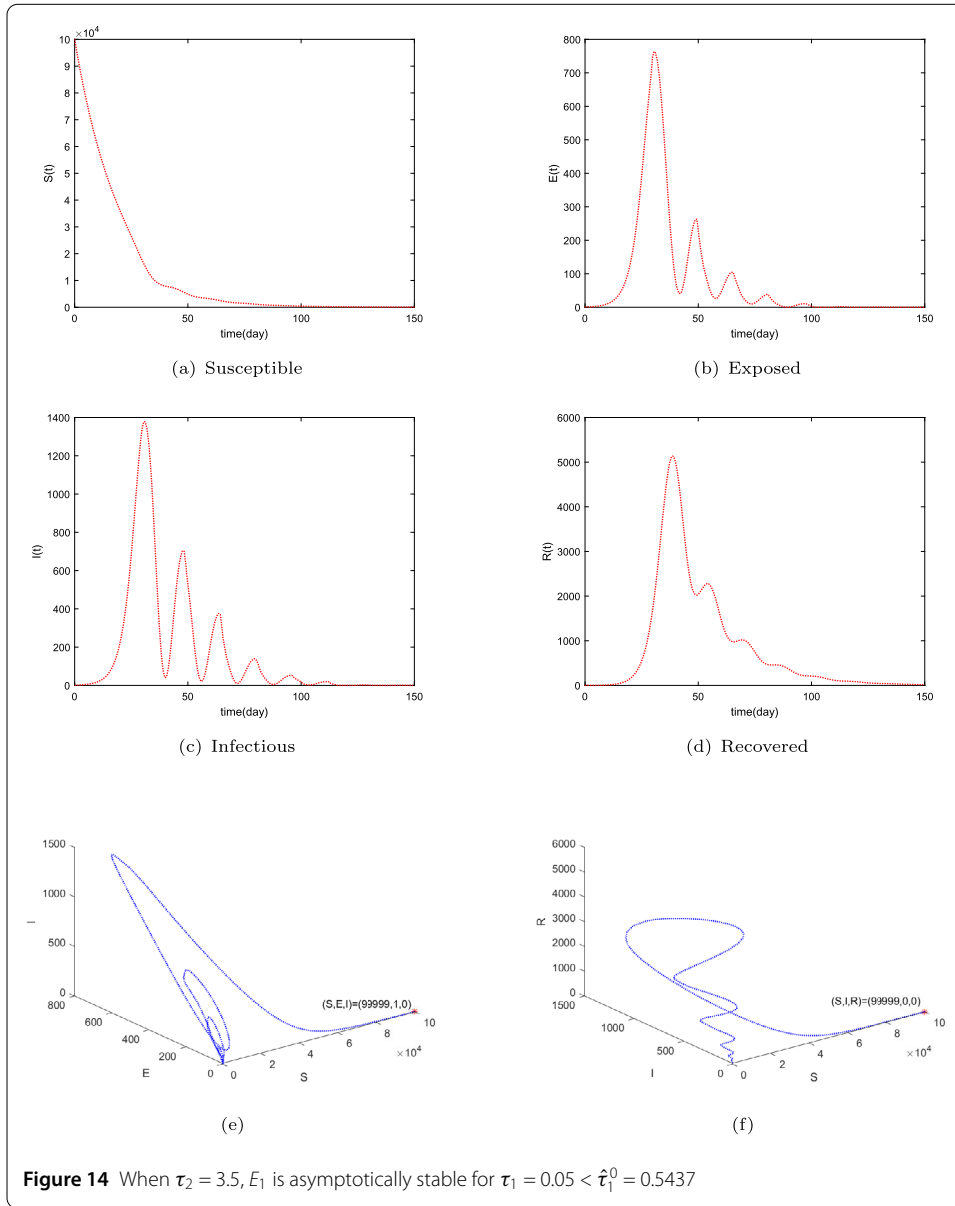 ×10^4
10
9
8
7
6
5
4
3
2
1
0
S(t)
0 50 100 150
time(day)
(a) Susceptible
800
700
600
500
400
300
200
100
0
E(t)
0 50 100 150
time(day)
(b) Exposed
1400
1200
1000
800
600
400
200
0
I(t)
0 50 100 150
time(day)
(c) Infectious
6000
5000
4000
3000
2000
1000
0
R(t)
0 50 100 150
time(day)
(d) Recovered
1500
1000
500
0
I
800
600
400
200
0
E
0 2 4 6 8 10
×10^4
S
(S,E,I)=(99999,1,0)
(e)
6000
5000
4000
3000
2000
1000
0
R
1500
1000
500
0
I
0 2 4 6 8 10
×10^4
S
(S,I,R)=(99999,0,0)
(f)
Figure 14 When τ₂ = 3.5, E₁ is asymptotically stable for τ₁ = 0.05 < τ̂₁⁰ = 0.5437